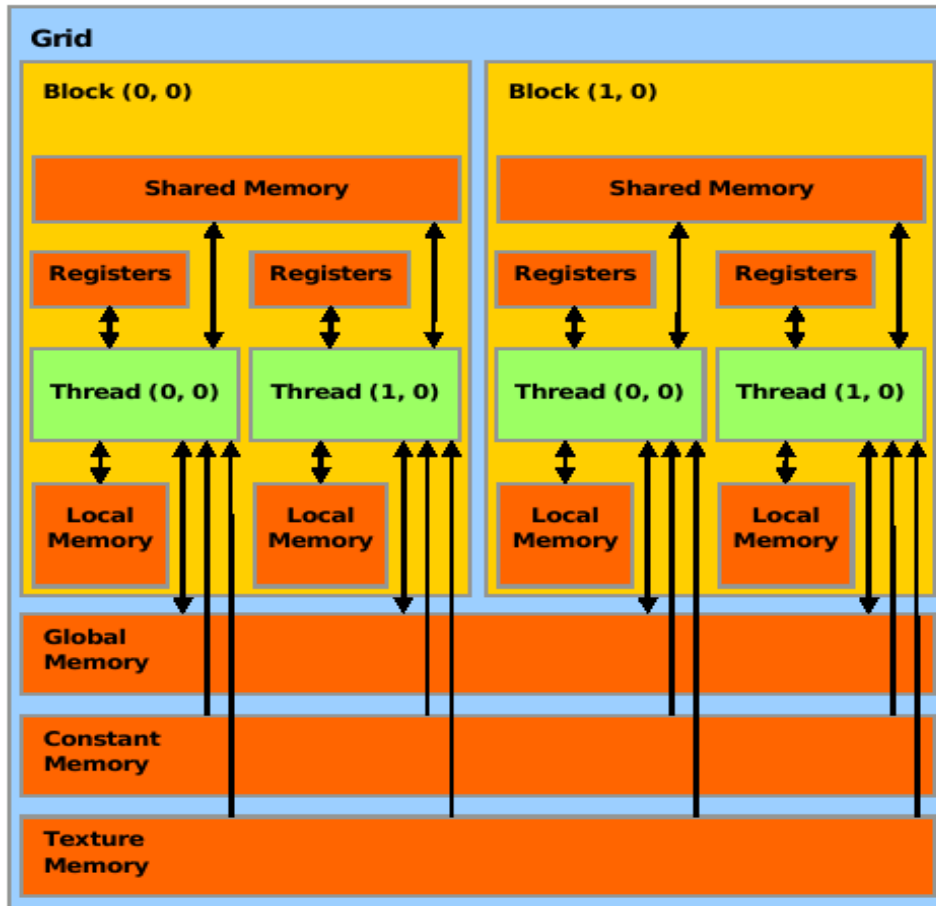 Grid
Block (0, 0)
Block (1, 0)
Shared Memory
Shared Memory
Registers
Registers
Registers
Registers
Thread (0, 0)
Thread (1, 0)
Thread (0, 0)
Thread (1, 0)
Local
Memory
Local
Memory
Local
Memory
Local
Memory
Global
Memory
Constant
Memory
Texture
Memory